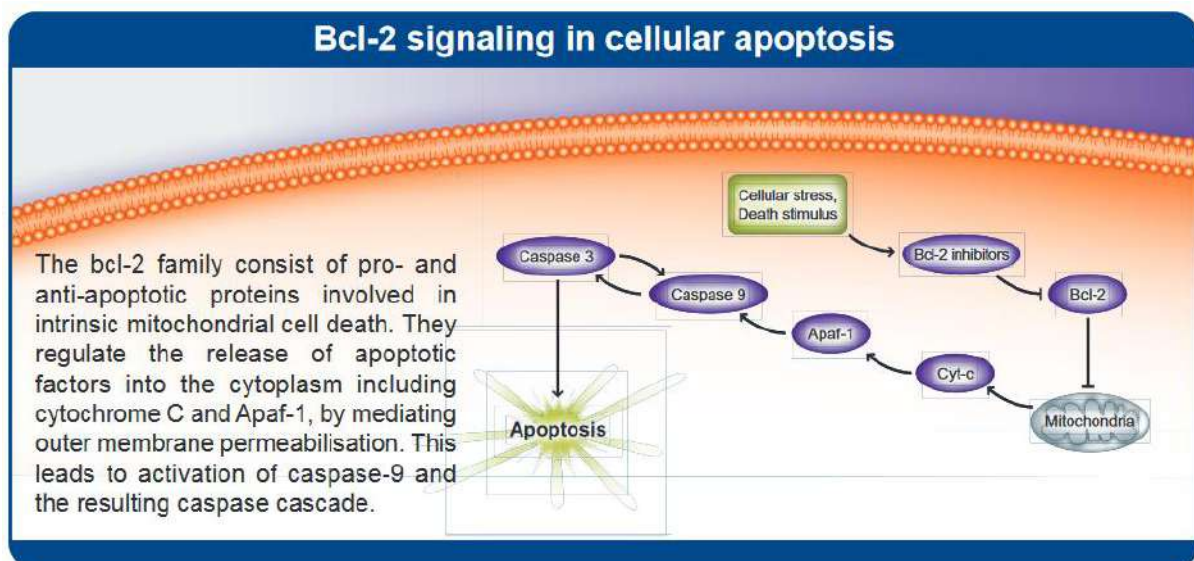 Bcl-2 signaling in cellular apoptosis
Cellular stress,
Death stimulus
Bcl-2 inhibitors
Bcl-2
Caspase 3
Caspase 9
Apaf-1
Cyt-c
Mitochondria
Apoptosis
The bcl-2 family consist of pro- and
anti-apoptotic proteins involved in
intrinsic mitochondrial cell death. They
regulate the release of apoptotic
factors into the cytoplasm including
cytochrome C and Apaf-1, by mediating
outer membrane permeabilisation. This
leads to activation of caspase-9 and
the resulting caspase cascade.